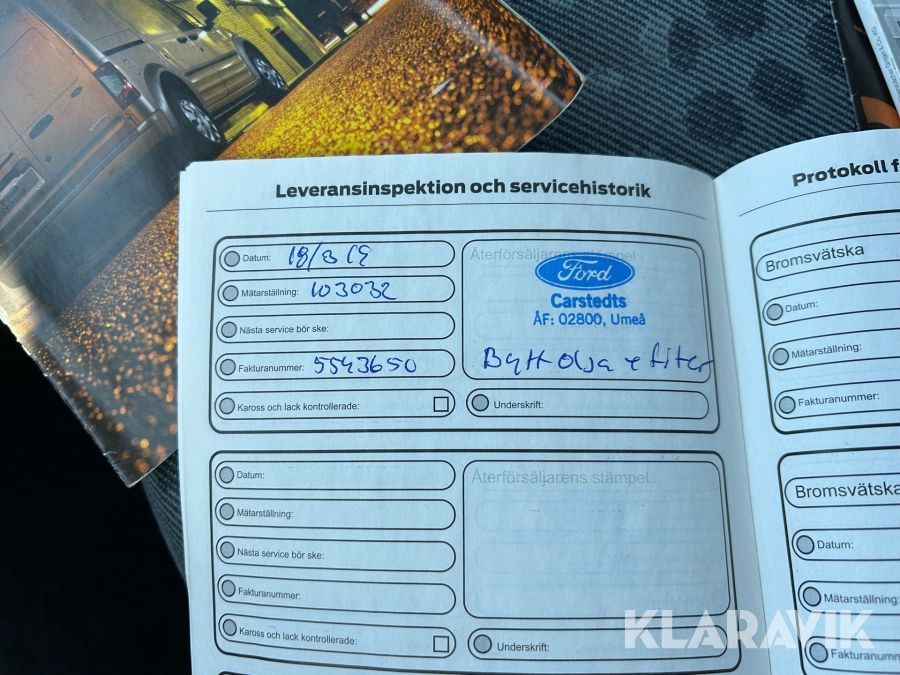 Leveransinspektion och servicehistorik
Datum: 19/3 19
Mätarställning: 103032
Nästa service bör ske:
Fakturanummer: 5543650
Kaross och lack kontrollerade:
Återförsäljarens stämpel
Ford
Carstedts
ÅF: 02800, Umeå
Bytt olja + filter
Underskrift:
Datum:
Mätarställning:
Nästa service bör ske:
Fakturanummer:
Kaross och lack kontrollerade:
Återförsäljarens stämpel.
Underskrift:
Protokoll f
Bromsvätska
Datum:
Mätarställning:
Fakturanummer:
Bromsvätska
Datum:
Mätarställning:
Fakturanumm
KLARAVIK